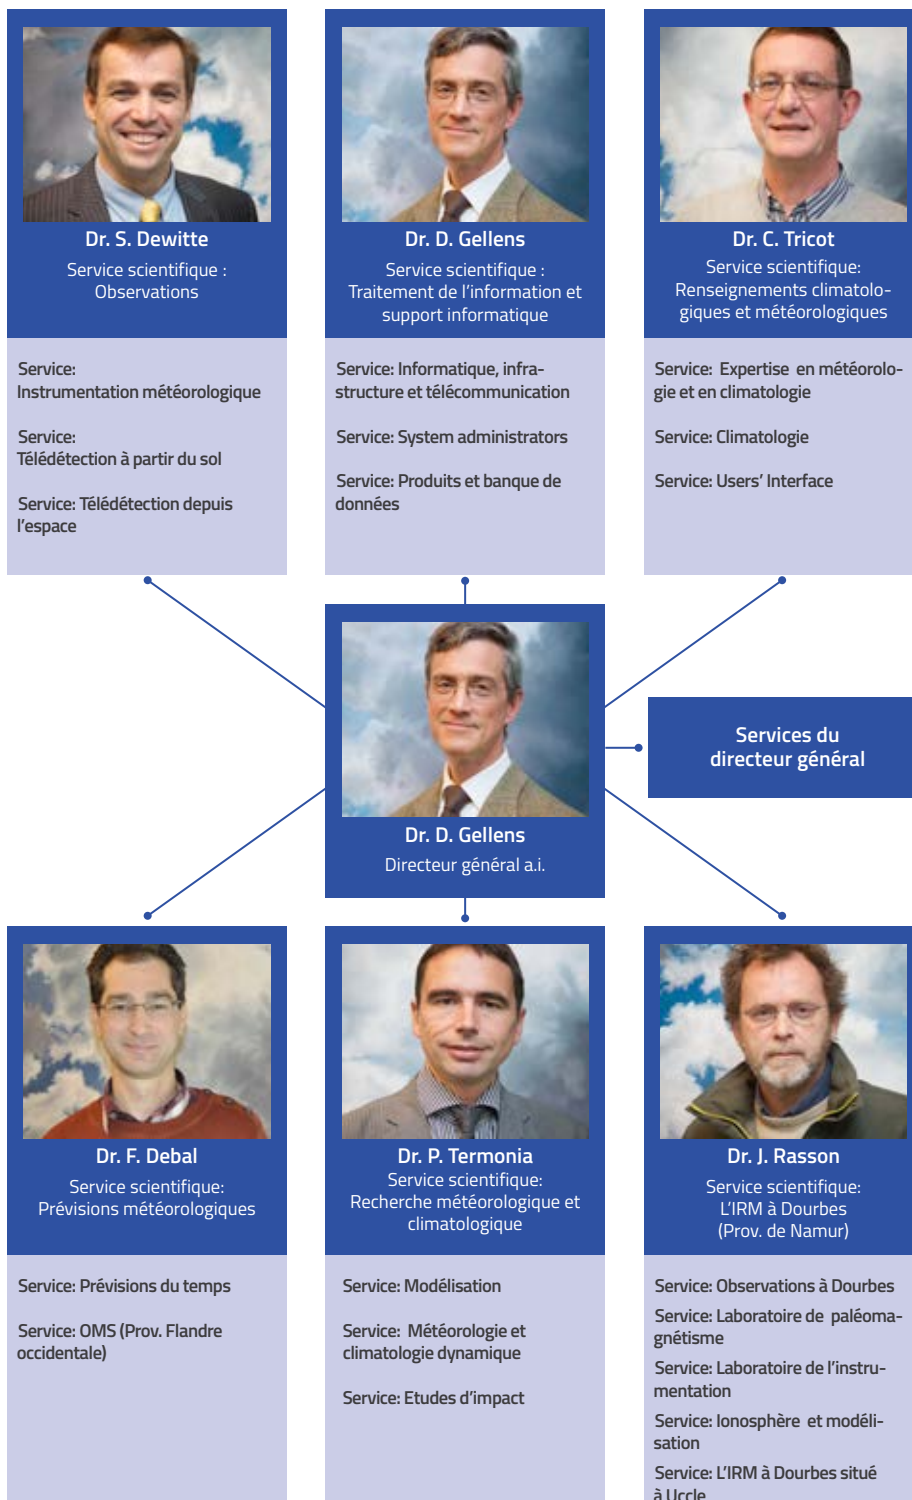 Dr. S. Dewitte
Service scientifique :
Observations
Service:
Instrumentation météorologique
Service:
Télédétection à partir du sol
Service: Télédétection depuis
l'espace
Dr. D. Gellens
Service scientifique :
Traitement de l'information et
support informatique
Service: Informatique, infra-
structure et télécommunication
Service: System administrators
Service: Produits et banque de
données
Dr. C. Tricot
Service scientifique:
Renseignements climatolo-
giques et météorologiques
Service: Expertise en météorolo-
gie et en climatologie
Service: Climatologie
Service: Users' Interface
Dr. D. Gellens
Directeur général a.i.
Services du
directeur général
Dr. F. Debal
Service scientifique:
Prévisions météorologiques
Service: Prévisions du temps
Service: OMS (Prov. Flandre
occidentale)
Dr. P. Termonia
Service scientifique:
Recherche météorologique et
climatologique
Service: Modélisation
Service: Météorologie et
climatologie dynamique
Service: Etudes d'impact
Dr. J. Rasson
Service scientifique:
L'IRM à Dourbes
(Prov. de Namur)
Service: Observations à Dourbes
Service: Laboratoire de paléoma-
gnétisme
Service: Laboratoire de l'instru-
mentation
Service: Ionosphère et modéli-
sation
Service: L'IRM à Dourbes situé
à Uccle